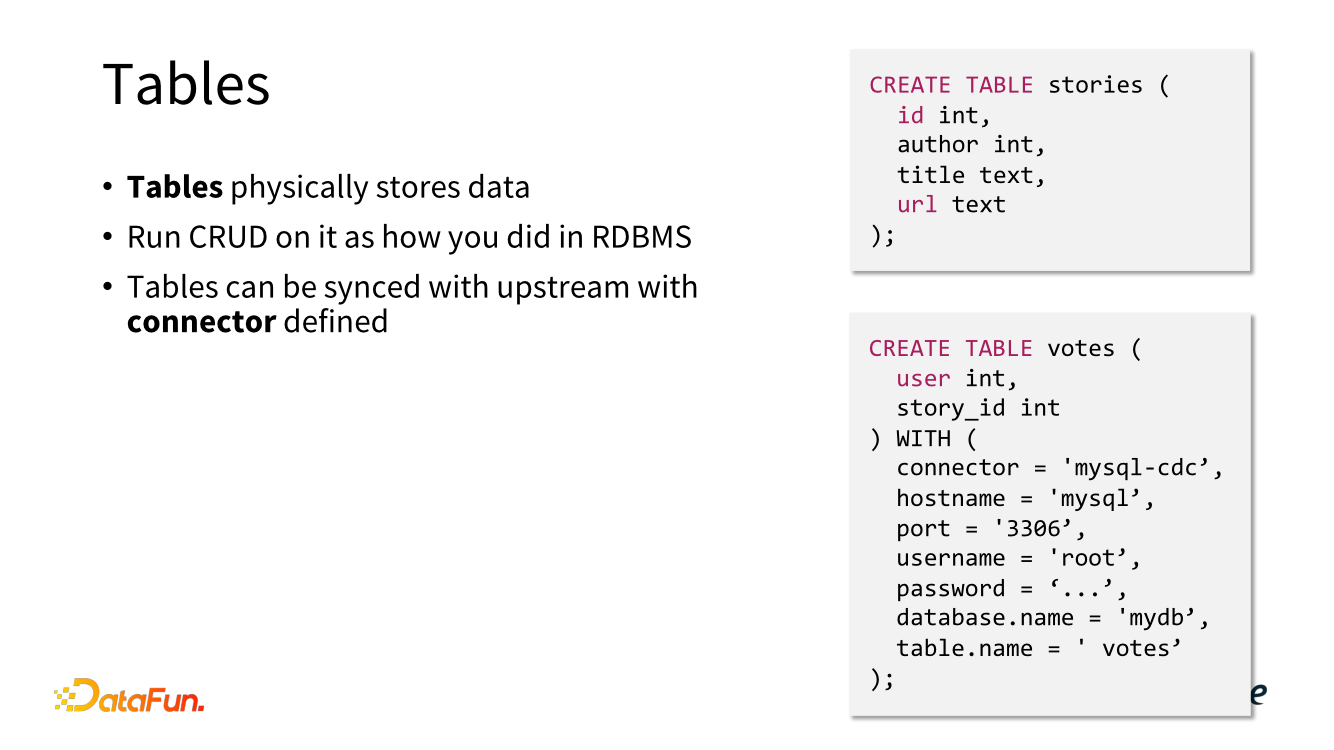 Tables
• Tables physically stores data
• Run CRUD on it as how you did in RDBMS
• Tables can be synced with upstream with
connector defined
CREATE TABLE stories (
  id int,
  author int,
  title text,
  url text
);
CREATE TABLE votes (
  user int,
  story_id int
) WITH (
  connector = 'mysql-cdc’,
  hostname = 'mysql’,
  port = '3306’,
  username = 'root’,
  password = ‘...’,
  database.name = 'mydb’,
  table.name = ' votes’
);
DataFun.